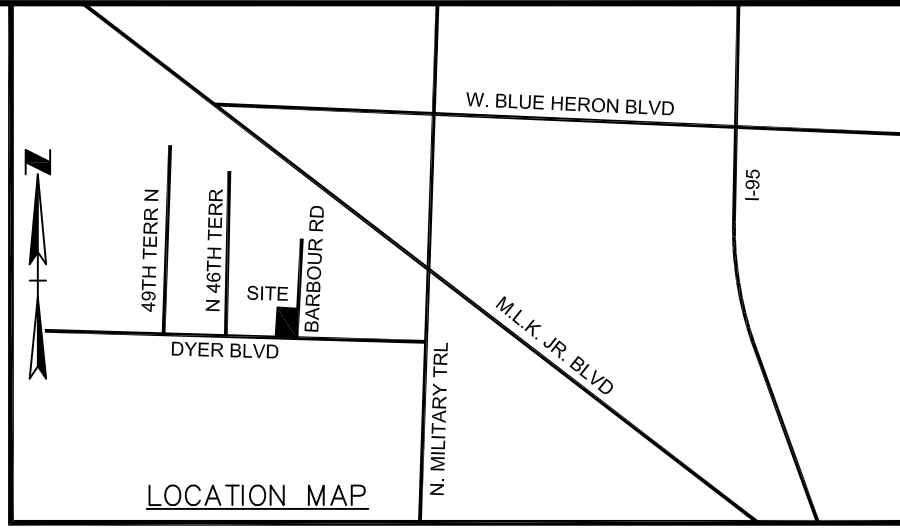 W. BLUE HERON BLVD
I-95
N
49TH TERR N
N 46TH TERR
SITE
BARBOUR RD
DYER BLVD
M.L.K. JR. BLVD
N. MILITARY TRL
LOCATION MAP